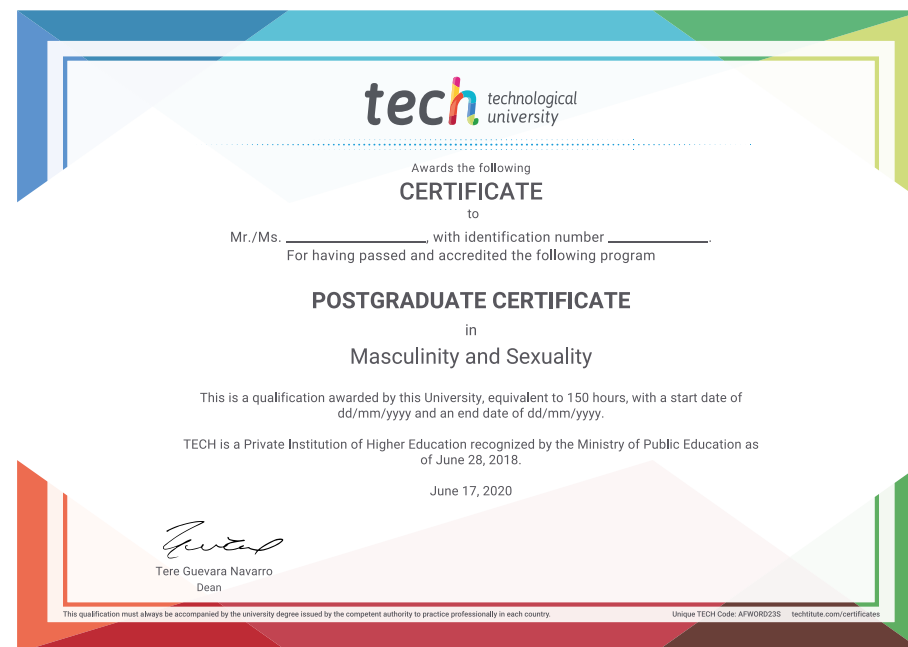 tech technological
university
Awards the following
CERTIFICATE
to
Mr./Ms. ____________, with identification number ____________.
For having passed and accredited the following program
POSTGRADUATE CERTIFICATE
in
Masculinity and Sexuality
This is a qualification awarded by this University, equivalent to 150 hours, with a start date of
dd/mm/yyyy and an end date of dd/mm/yyyy.
TECH is a Private Institution of Higher Education recognized by the Ministry of Public Education as
of June 28, 2018.
June 17, 2020
Tere Guevara Navarro
Dean
This qualification must always be accompanied by the university degree issued by the competent authority to practice professionally in each country.
Unique TECH Code: AFWORD23S techtitute.com/certificates